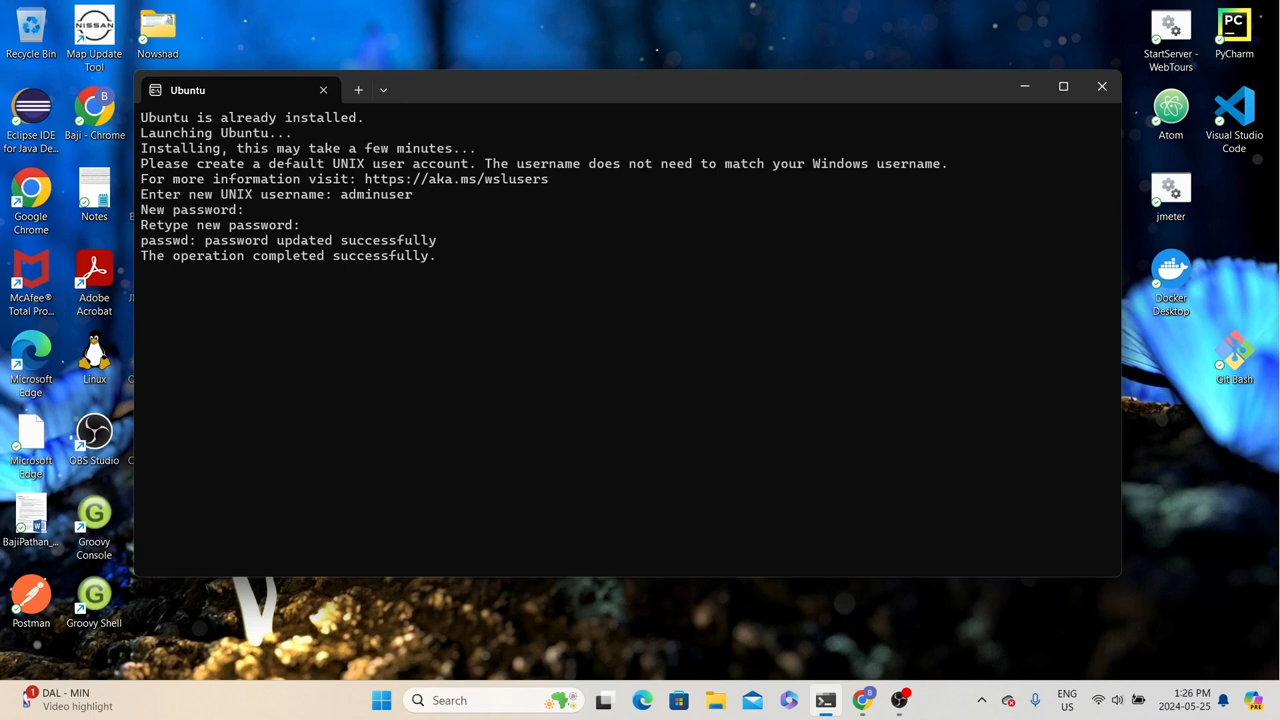 Recycle Bin
Map Update
Tool
Nowshad
StartServer -
WebTours
PC
PyCharm
Ubuntu
Ubuntu is already installed.
Launching Ubuntu...
Installing, this may take a few minutes...
Please create a default UNIX user account. The username does not need to match your Windows username.
For more information visit: https://aka.ms/wslusers
Enter new UNIX username: adminuser
New password:
Retype new password:
passwd: password updated successfully
The operation completed successfully.
NISSAN
Eclipse IDE
for Java De...
B
Baji - Chrome
Atom
Visual Studio
Code
Google
Chrome
Notes
jmeter
McAfee®
Total Pro...
Adobe
Acrobat
Docker
Desktop
Microsoft
Edge
Linux
Git Bash
Microsoft
Edge
OBS Studio
BajiPathan_...
G
Groovy
Console
Postman
G
Groovy Shell
1
DAL - MIN
Video highlight
Search
B
ENG
US
1:26 PM
2024-05-25
PRE